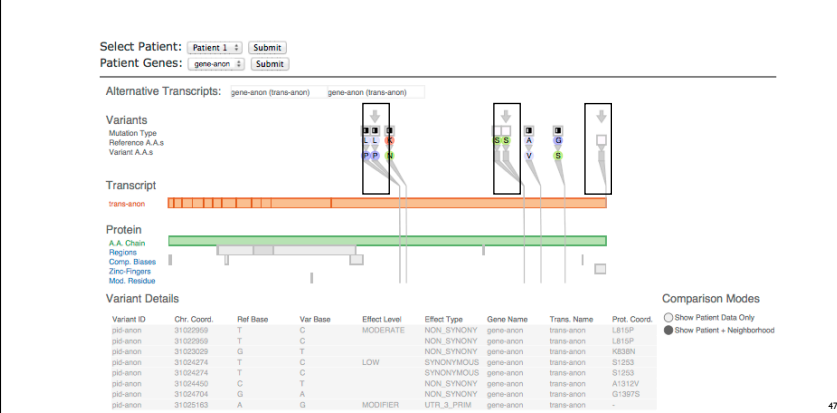 Select Patient: Patient 1 Submit
Patient Genes: gene-anon Submit
Alternative Transcripts: gene-anon (trans-anon) gene-anon (trans-anon)
Variants
Mutation Type
Reference A.A.s L L K S S A G
Variant A.A.s P P N V S
Transcript
trans-anon
Protein
A.A. Chain
Regions
Comp. Biases
Zinc-Fingers
Mod. Residue
Variant Details
Comparison Modes
Variant ID Chr. Coord. Ref Base Var Base Effect Level Effect Type Gene Name Trans. Name Prot. Coord.
Show Patient Data Only
pid-anon 31022959 T C MODERATE NON_SYNONY gene-anon trans-anon L815P
Show Patient + Neighborhood
pid-anon 31022959 T C NON_SYNONY gene-anon trans-anon L815P
pid-anon 31023029 G T NON_SYNONY gene-anon trans-anon K838N
pid-anon 31024274 T C LOW SYNONYMOUS gene-anon trans-anon S1253
pid-anon 31024274 T C SYNONYMOUS gene-anon trans-anon S1253
pid-anon 31024450 C T NON_SYNONY gene-anon trans-anon A1312V
pid-anon 31024704 G A NON_SYNONY gene-anon trans-anon G1397S
pid-anon 31025163 A G MODIFIER UTR_3_PRIM gene-anon trans-anon -
47